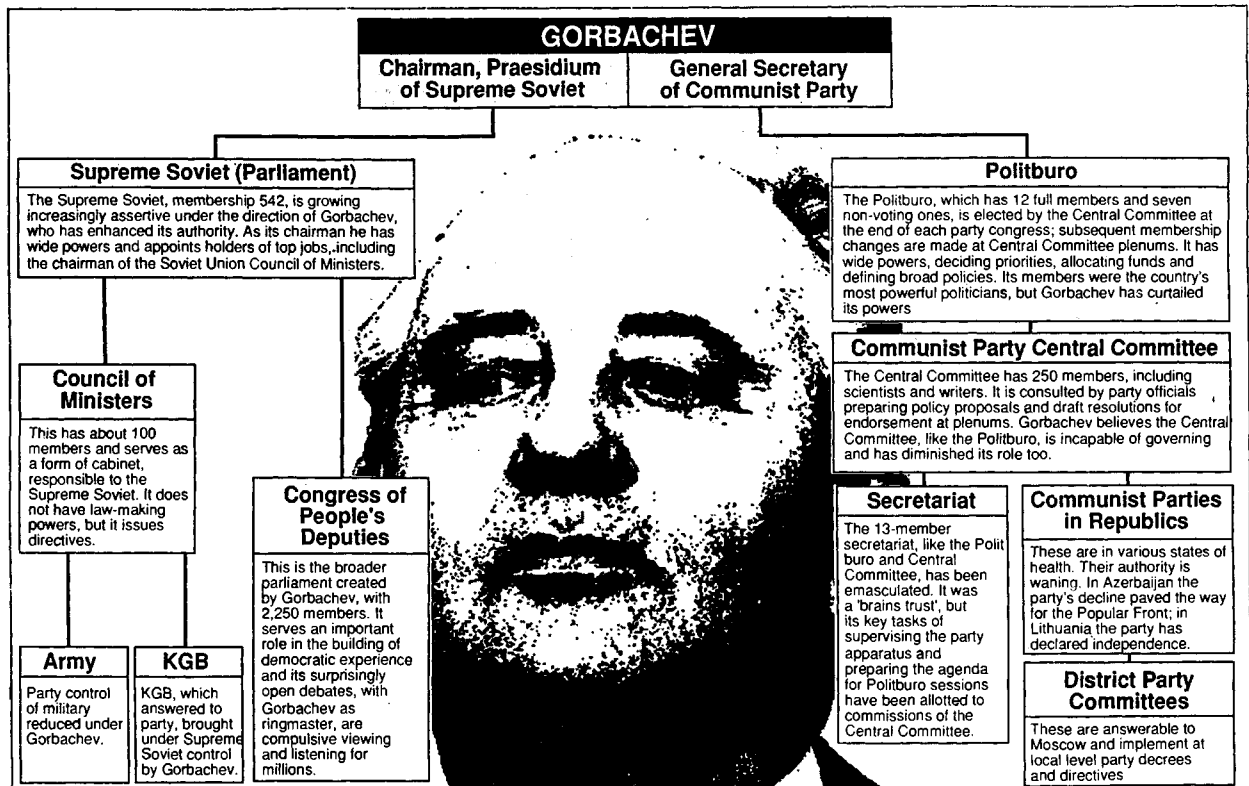 GORBACHEV
Chairman, Praesidium
of Supreme Soviet
General Secretary
of Communist Party
Supreme Soviet (Parliament)
The Supreme Soviet, membership 542, is growing
increasingly assertive under the direction of Gorbachev,
who has enhanced its authority. As its chairman he has
wide powers and appoints holders of top jobs, including
the chairman of the Soviet Union Council of Ministers.
Politburo
The Politburo, which has 12 full members and seven
non-voting ones, is elected by the Central Committee at
the end of each party congress; subsequent membership
changes are made at Central Committee plenums. It has
wide powers, deciding priorities, allocating funds and
defining broad policies. Its members were the country's
most powerful politicians, but Gorbachev has curtailed
its powers
Communist Party Central Committee
The Central Committee has 250 members, including
scientists and writers. It is consulted by party officials
preparing policy proposals and draft resolutions for
endorsement at plenums. Gorbachev believes the Central
Committee, like the Politburo, is incapable of governing
and has diminished its role too.
Council of
Ministers
This has about 100
members and serves as
a form of cabinet,
responsible to the
Supreme Soviet. It does
not have law-making
powers, but it issues
directives.
Congress of
People's
Deputies
This is the broader
parliament created
by Gorbachev, with
2,250 members. It
serves an important
role in the building of
democratic experience
and its surprisingly
open debates, with
Gorbachev as
ringmaster, are
compulsive viewing
and listening for
millions.
Secretariat
The 13-member
secretariat, like the Polit
buro and Central
Committee, has been
emasculated. It was
a 'brains trust', but
its key tasks of
supervising the party
apparatus and
preparing the agenda
for Politburo sessions
have been allotted to
commissions of the
Central Committee.
Communist Parties
in Republics
These are in various states of
health. Their authority is
waning. In Azerbaijan the
party's decline paved the way
for the Popular Front; in
Lithuania the party has
declared independence.
Army
Party control
of military
reduced under
Gorbachev.
KGB
KGB, which
answered to
party, brought
under Supreme
Soviet control
by Gorbachev.
District Party
Committees
These are answerable to
Moscow and implement at
local level party decrees
and directives